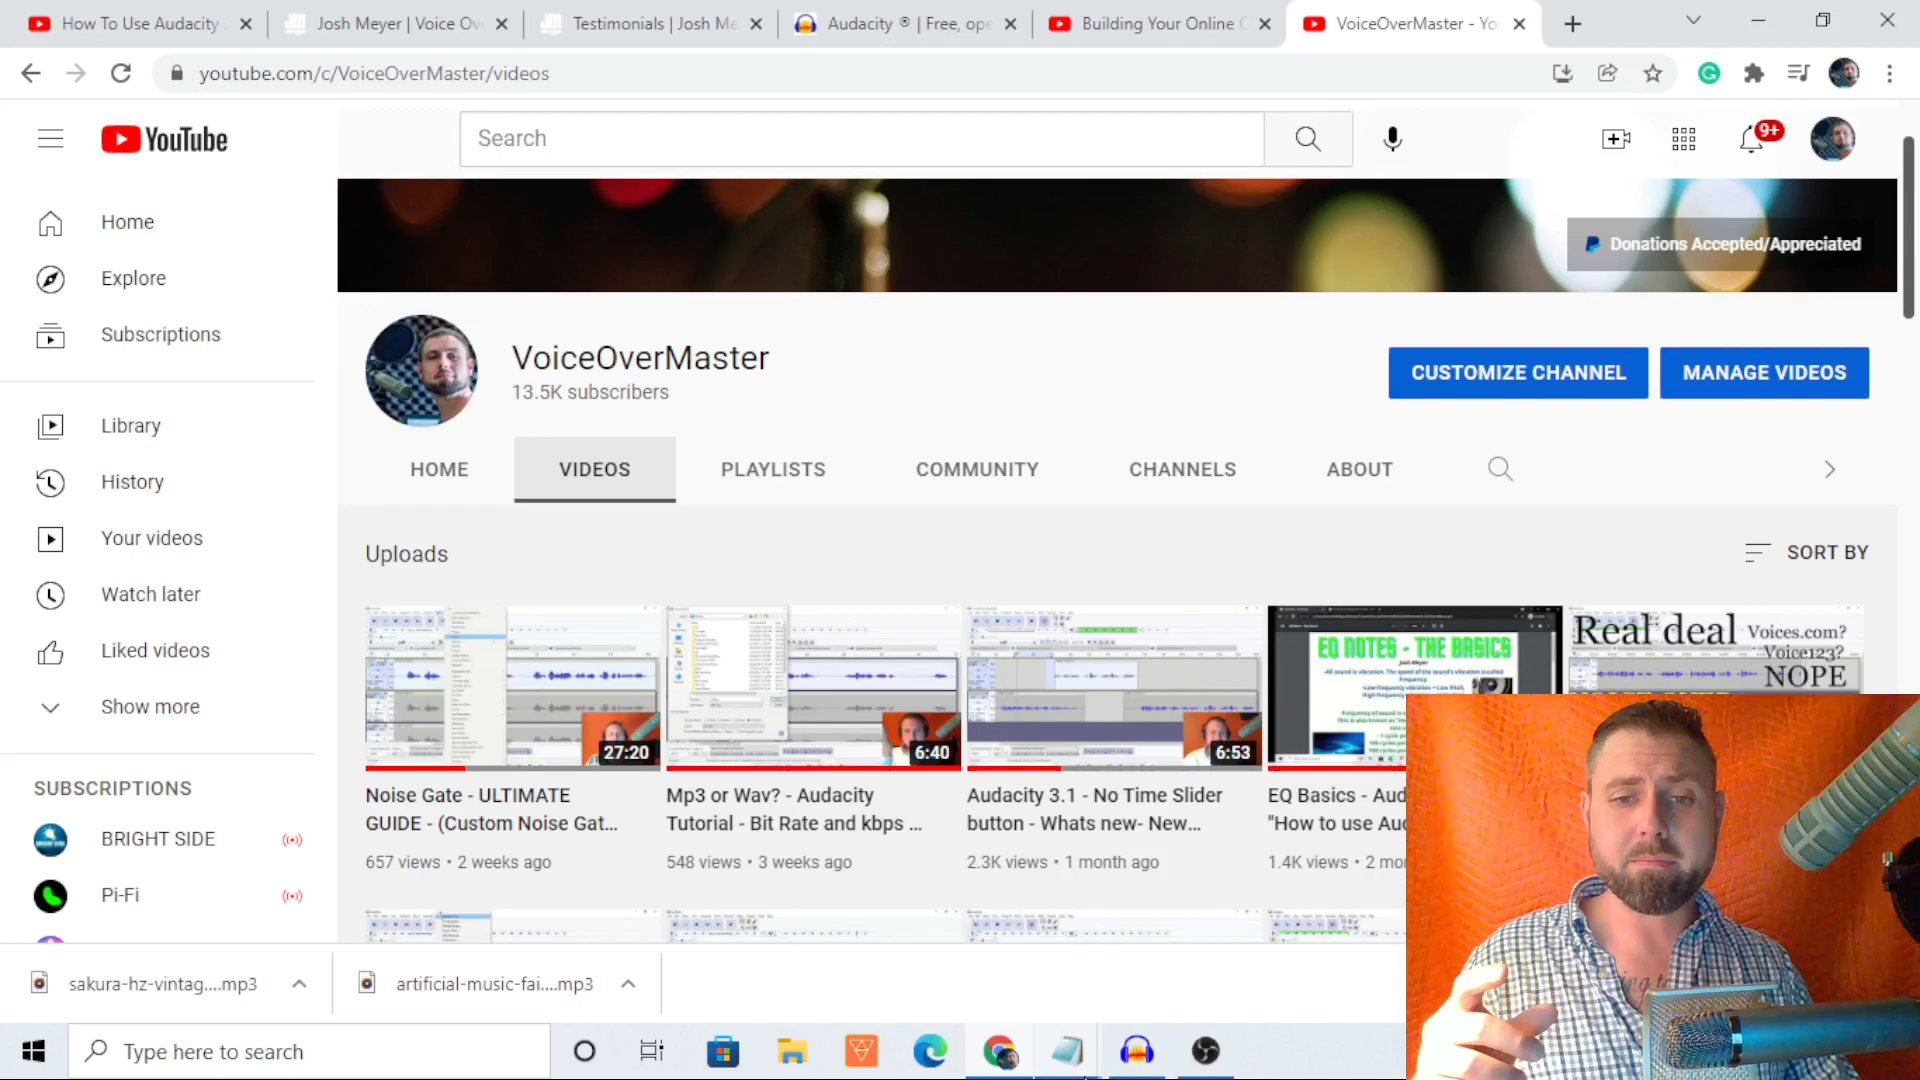 How To Use Audacity
Josh Meyer | Voice Ov
Testimonials | Josh Me
Audacity ® | Free, ope
Building Your Online C
VoiceOverMaster - Yo
youtube.com/c/VoiceOverMaster/videos
YouTube
Search
9+
Home
Explore
Subscriptions
Library
History
Your videos
Watch later
Liked videos
Show more
SUBSCRIPTIONS
BRIGHT SIDE
Pi-Fi
Donations Accepted/Appreciated
VoiceOverMaster
13.5K subscribers
CUSTOMIZE CHANNEL
MANAGE VIDEOS
HOME
VIDEOS
PLAYLISTS
COMMUNITY
CHANNELS
ABOUT
Uploads
SORT BY
27:20
6:40
6:53
EQ NOTES - THE BASICS
Real deal
Voices.com?
Voice123?
NOPE
Noise Gate - ULTIMATE
GUIDE - (Custom Noise Gat...
657 views • 2 weeks ago
Mp3 or Wav? - Audacity
Tutorial - Bit Rate and kbps ...
548 views • 3 weeks ago
Audacity 3.1 - No Time Slider
button - Whats new- New...
2.3K views • 1 month ago
EQ Basics - Aud
"How to use Au
1.4K views • 2 mo
sakura-hz-vintag....mp3
artificial-music-fai....mp3
Type here to search